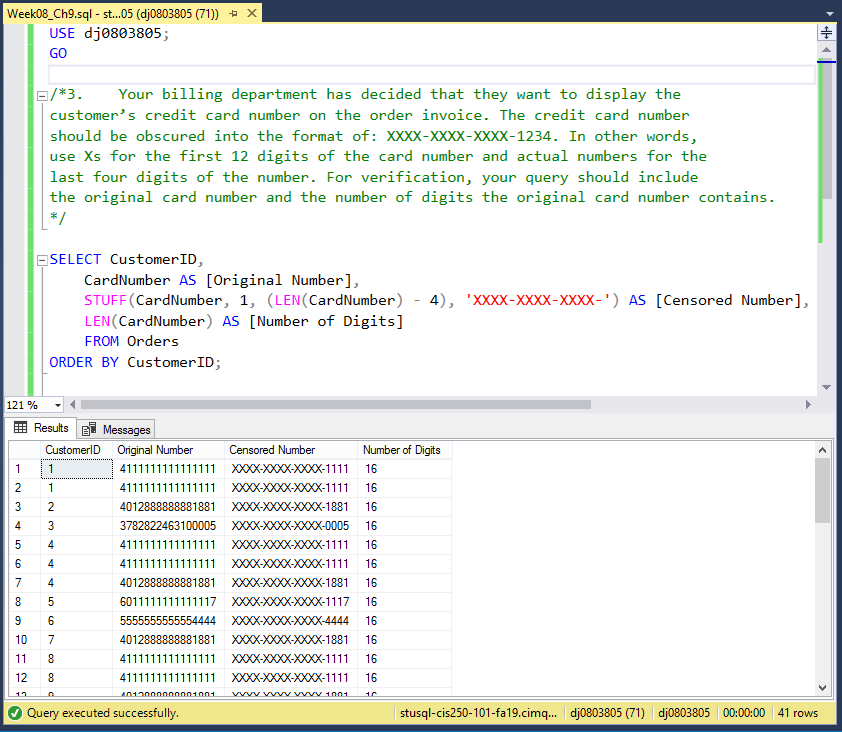 Week08_Ch9.sql - st...05 (dj0803805 (71))
USE dj0803805;
GO
/*3. Your billing department has decided that they want to display the
customer’s credit card number on the order invoice. The credit card number
should be obscured into the format of: XXXX-XXXX-XXXX-1234. In other words,
use Xs for the first 12 digits of the card number and actual numbers for the
last four digits of the number. For verification, your query should include
the original card number and the number of digits the original card number contains.
*/
SELECT CustomerID,
CardNumber AS [Original Number],
STUFF(CardNumber, 1, (LEN(CardNumber) - 4), 'XXXX-XXXX-XXXX-') AS [Censored Number],
LEN(CardNumber) AS [Number of Digits]
FROM Orders
ORDER BY CustomerID;
121 %
Results Messages
CustomerID Original Number Censored Number Number of Digits
1 1 4111111111111111 XXXX-XXXX-XXXX-1111 16
2 1 4111111111111111 XXXX-XXXX-XXXX-1111 16
3 2 4012888888881881 XXXX-XXXX-XXXX-1881 16
4 3 3782822463100005 XXXX-XXXX-XXXX-0005 16
5 4 4111111111111111 XXXX-XXXX-XXXX-1111 16
6 4 4111111111111111 XXXX-XXXX-XXXX-1111 16
7 4 4012888888881881 XXXX-XXXX-XXXX-1881 16
8 5 6011111111111117 XXXX-XXXX-XXXX-1117 16
9 6 5555555555554444 XXXX-XXXX-XXXX-4444 16
10 7 4012888888881881 XXXX-XXXX-XXXX-1881 16
11 8 4111111111111111 XXXX-XXXX-XXXX-1111 16
12 8 4111111111111111 XXXX-XXXX-XXXX-1111 16
13 9 4012888888881881 XXXX-XXXX-XXXX-1881 16
Query executed successfully. stusql-cis250-101-fa19.cimq... dj0803805 (71) dj0803805 00:00:00 41 rows